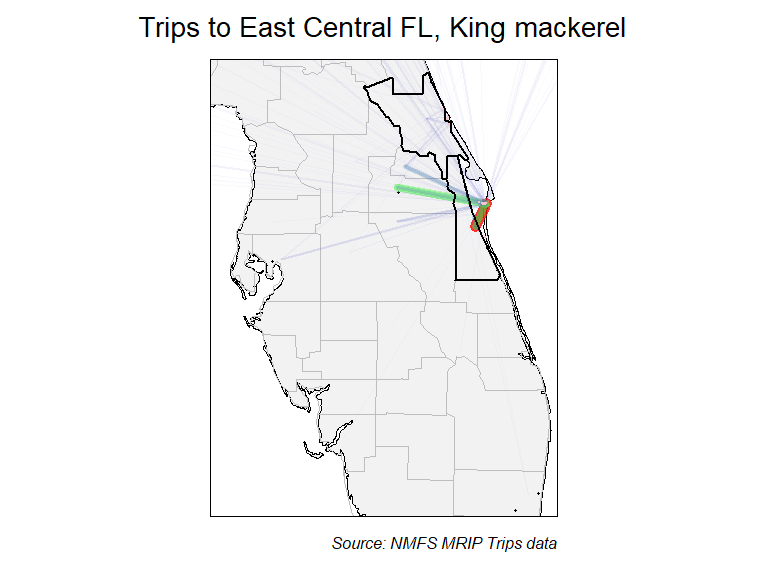 Trips to East Central FL, King mackerel
Source: NMFS MRIP Trips data